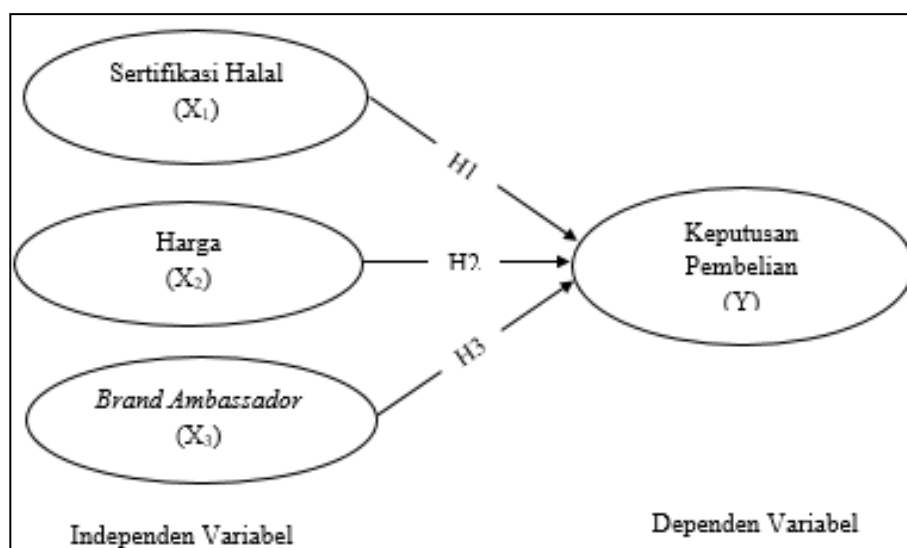 Sertifikasi Halal
(X₁)
H1
Harga
(X₂)
H2
Keputusan
Pembelian
(Y)
Brand Ambassador
(X₃)
H3
Independen Variabel
Dependen Variabel